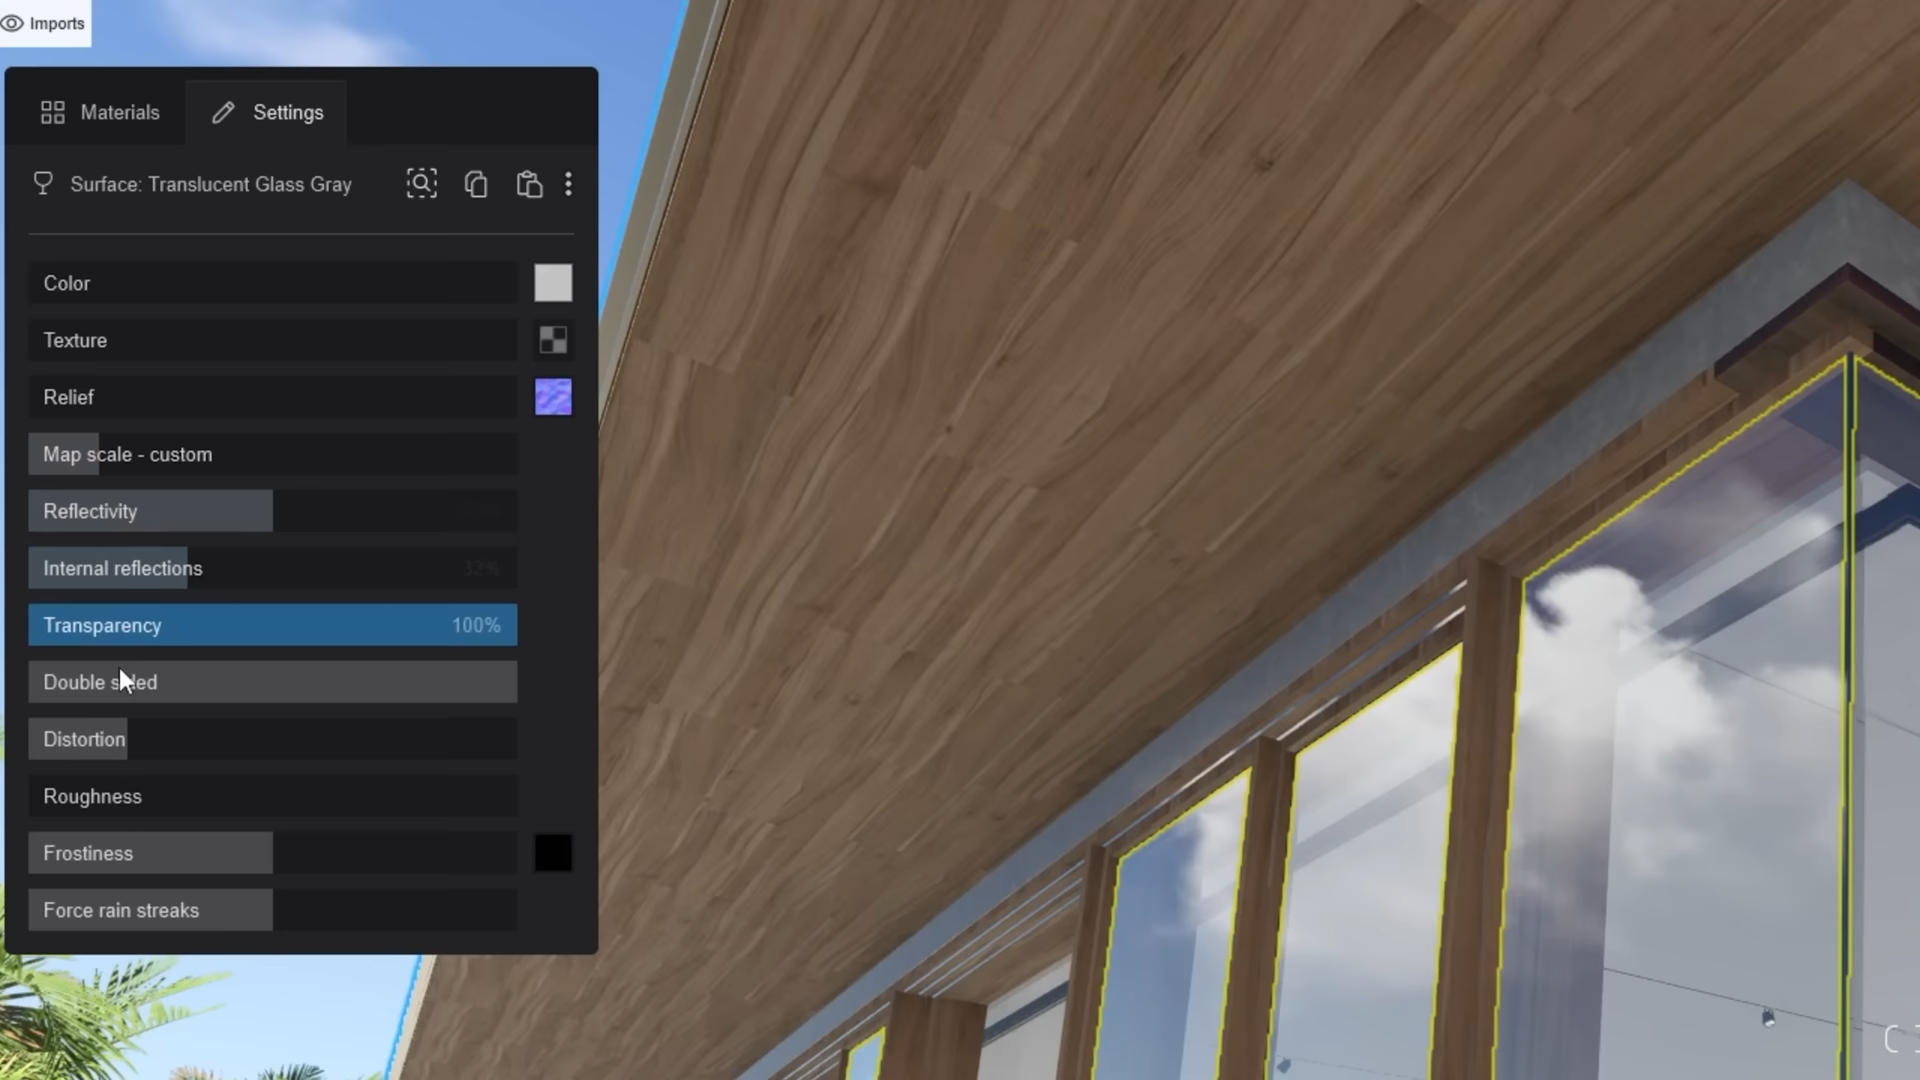 Imports
Materials
Settings
Surface: Translucent Glass Gray
Color
Texture
Relief
Map scale - custom
Reflectivity
Internal reflections 32%
Transparency 100%
Double sided
Distortion
Roughness
Frostiness
Force rain streaks